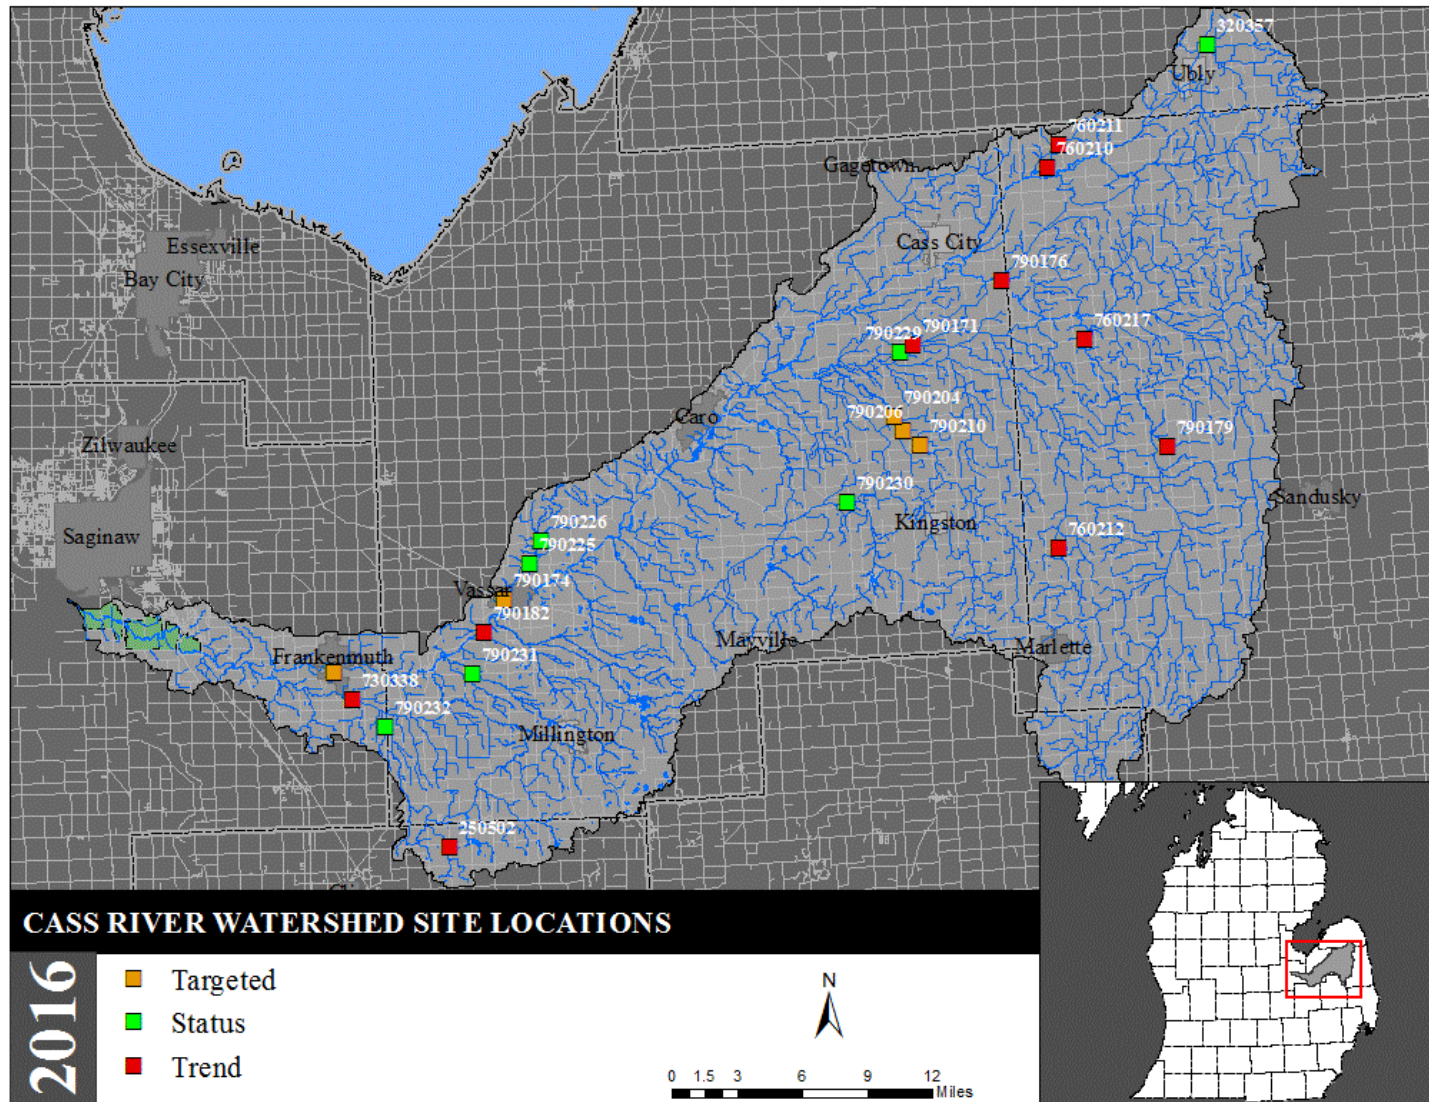 320357
Ubly
760211
760210
Gagetown
Cass City
Essexville
Bay City
790176
760217
790171
790229
790204
790206
790210
Caro
Zilwaukee
790179
790230
Sandusky
Kingston
Saginaw
790226
790225
760212
790174
Vassar
790182
Mayville
Marlette
790231
Frankenmuth
730338
790232
Millington
250502
CASS RIVER WATERSHED SITE LOCATIONS
2016
Targeted
Status
Trend
N
0 1.5 3 6 9 12
Miles